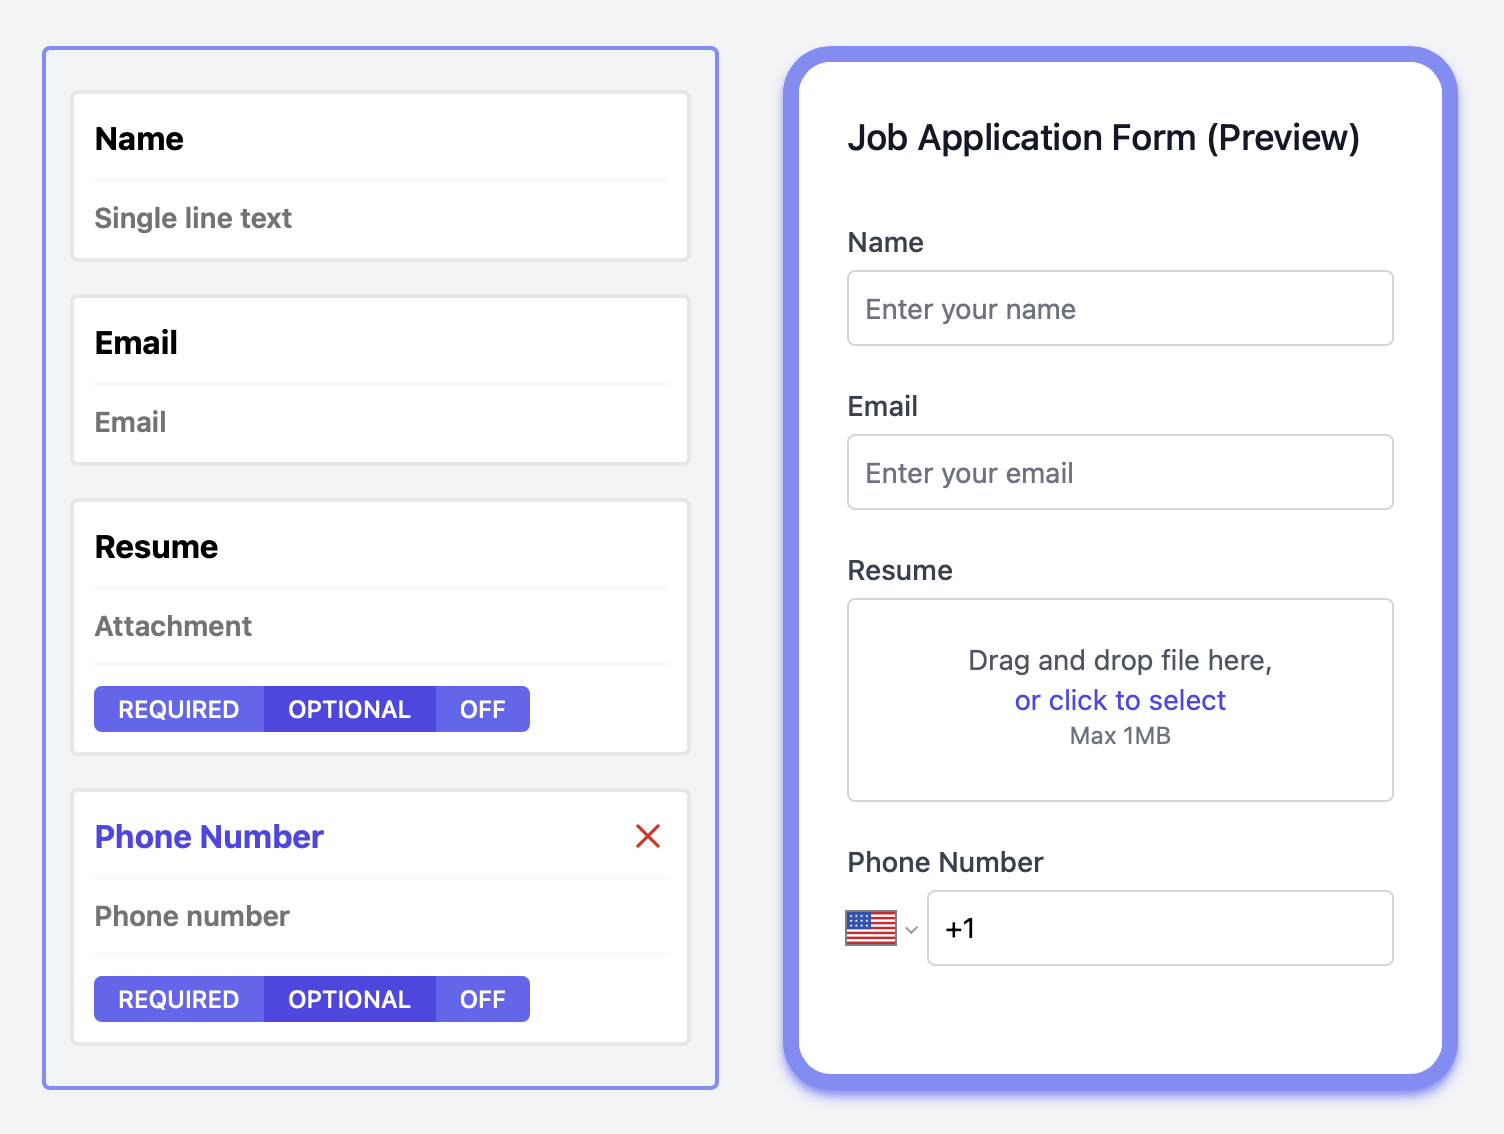 Name
Single line text
Email
Email
Resume
Attachment
REQUIRED OPTIONAL OFF
Phone Number
Phone number
REQUIRED OPTIONAL OFF
Job Application Form (Preview)
Name
Enter your name
Email
Enter your email
Resume
Drag and drop file here,
or click to select
Max 1MB
Phone Number
+1